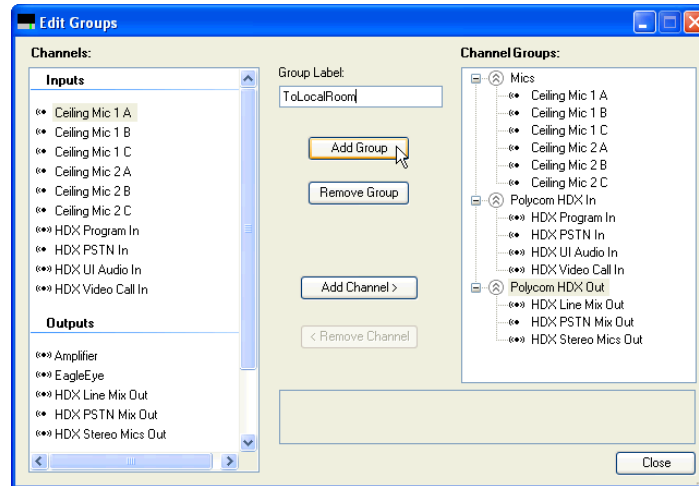 Edit Groups
Channels:
Inputs
Ceiling Mic 1 A
Ceiling Mic 1 B
Ceiling Mic 1 C
Ceiling Mic 2 A
Ceiling Mic 2 B
Ceiling Mic 2 C
HDX Program In
HDX PSTN In
HDX UI Audio In
HDX Video Call In
Outputs
Amplifier
EagleEye
HDX Line Mix Out
HDX PSTN Mix Out
HDX Stereo Mics Out
Group Label:
ToLocalRoom
Add Group
Remove Group
Add Channel >
< Remove Channel
Channel Groups:
Mics
Ceiling Mic 1 A
Ceiling Mic 1 B
Ceiling Mic 1 C
Ceiling Mic 2 A
Ceiling Mic 2 B
Ceiling Mic 2 C
Polycom HDX In
HDX Program In
HDX PSTN In
HDX UI Audio In
HDX Video Call In
Polycom HDX Out
HDX Line Mix Out
HDX PSTN Mix Out
HDX Stereo Mics Out
Close